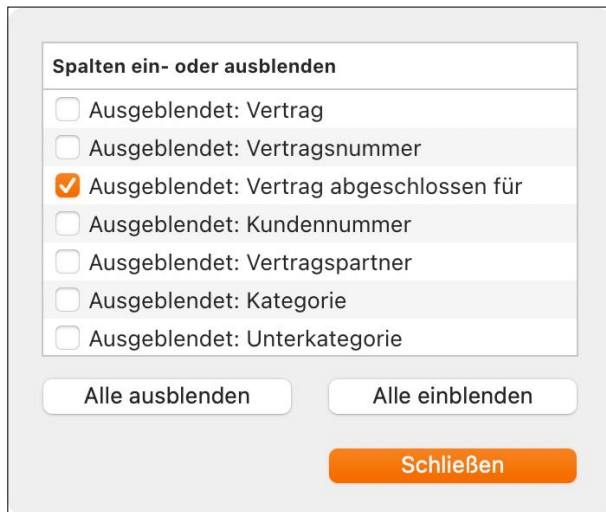 Spalten ein- oder ausblenden
Ausgeblendet: Vertrag
Ausgeblendet: Vertragsnummer
Ausgeblendet: Vertrag abgeschlossen für
Ausgeblendet: Kundennummer
Ausgeblendet: Vertragspartner
Ausgeblendet: Kategorie
Ausgeblendet: Unterkategorie
Alle ausblenden Alle einblenden
Schließen